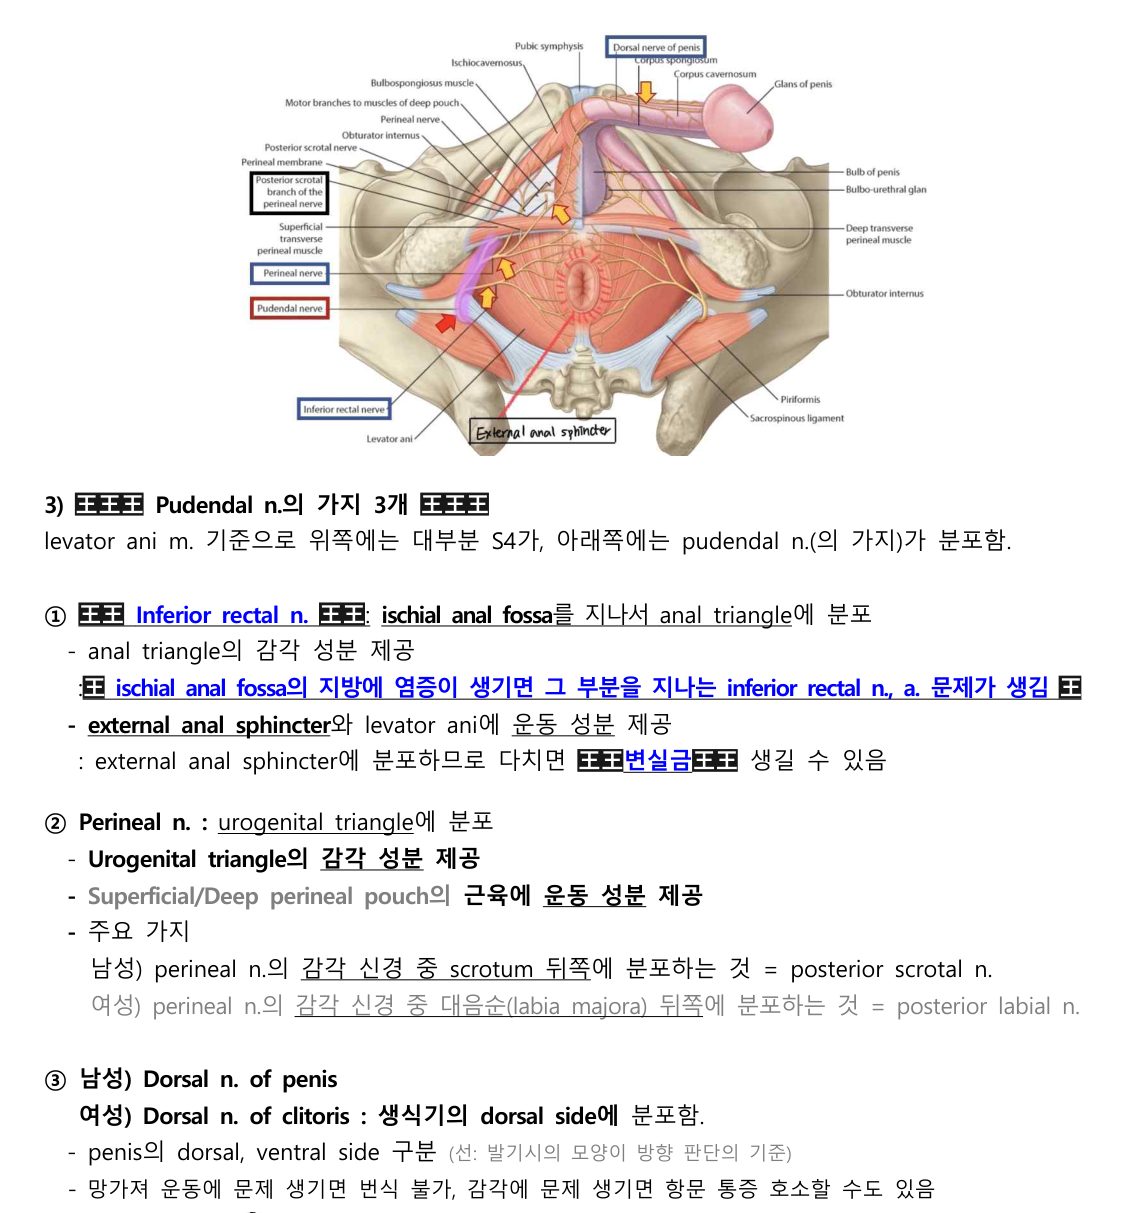 Pubic symphysis
Dorsal nerve of penis
Ischiocavernosus
Corpus spongiosum
Bulbospongiosus muscle
Corpus cavernosum
Glans of penis
Motor branches to muscles of deep pouch
Perineal nerve
Obturator internus
Posterior scrotal nerve
Perineal membrane
Posterior scrotal
branch of the
perineal nerve
Bulb of penis
Bulbo-urethral glan
Superficial
transverse
perineal muscle
Deep transverse
perineal muscle
Perineal nerve
Obturator internus
Pudendal nerve
Piriformis
Inferior rectal nerve
Sacrospinous ligament
External anal sphincter
Levator ani
3) 王王王 Pudendal n.의 가지 3개 王王王
levator ani m. 기준으로 위쪽에는 대부분 S4가, 아래쪽에는 pudendal n.(의 가지)가 분포함.
① 王王 Inferior rectal n. 王王: ischial anal fossa를 지나서 anal triangle에 분포
- anal triangle의 감각 성분 제공
:王 ischial anal fossa의 지방에 염증이 생기면 그 부분을 지나는 inferior rectal n., a. 문제가 생김 王
- external anal sphincter와 levator ani에 운동 성분 제공
: external anal sphincter에 분포하므로 다치면 王王변실금王王 생길 수 있음
② Perineal n. : urogenital triangle에 분포
- Urogenital triangle의 감각 성분 제공
- Superficial/Deep perineal pouch의 근육에 운동 성분 제공
- 주요 가지
남성) perineal n.의 감각 신경 중 scrotum 뒤쪽에 분포하는 것 = posterior scrotal n.
여성) perineal n.의 감각 신경 중 대음순(labia majora) 뒤쪽에 분포하는 것 = posterior labial n.
③ 남성) Dorsal n. of penis
여성) Dorsal n. of clitoris : 생식기의 dorsal side에 분포함.
- penis의 dorsal, ventral side 구분 (선: 발기시의 모양이 방향 판단의 기준)
- 망가져 운동에 문제 생기면 번식 불가, 감각에 문제 생기면 항문 통증 호소할 수도 있음